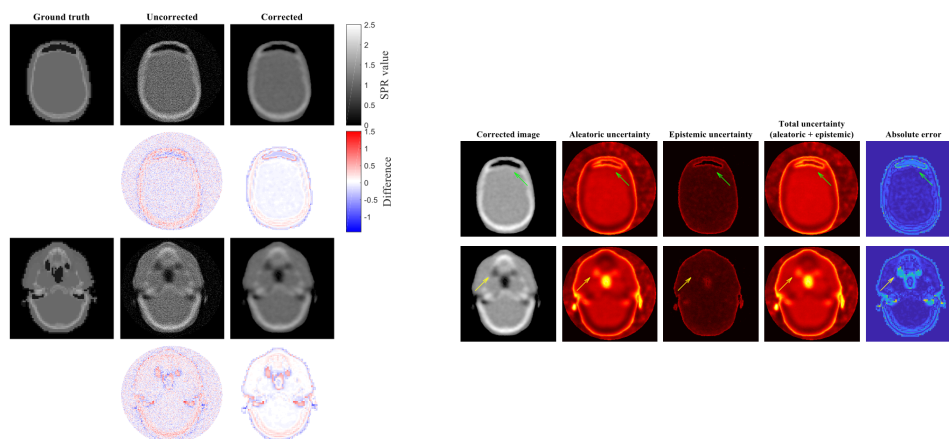 Ground truth Uncorrected Corrected
2.5
2
1.5
1
0.5
0
SPR value
1.5
1
0.5
0
-0.5
-1
Difference
Total uncertainty
Corrected image Aleatoric uncertainty Epistemic uncertainty (aleatoric + epistemic) Absolute error